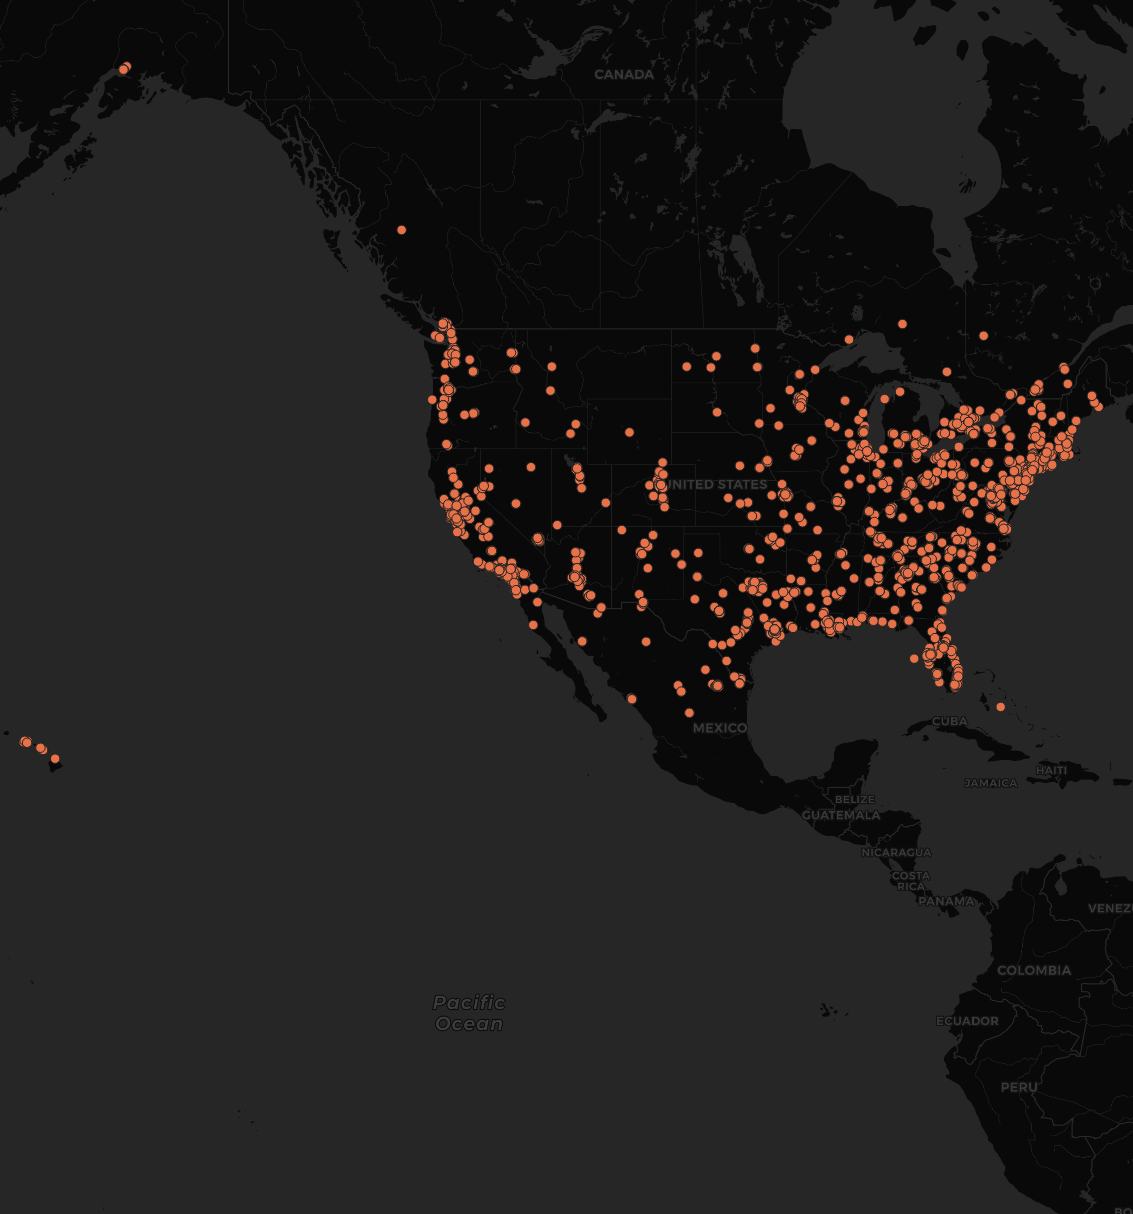 CANADA
UNITED STATES
MEXICO
CUBA
HAITI
JAMAICA
BELIZE
GUATEMALA
NICARAGUA
COSTA
RICA
PANAMA
VENEZ
COLOMBIA
Pacific
Ocean
ECUADOR
PERU
BO